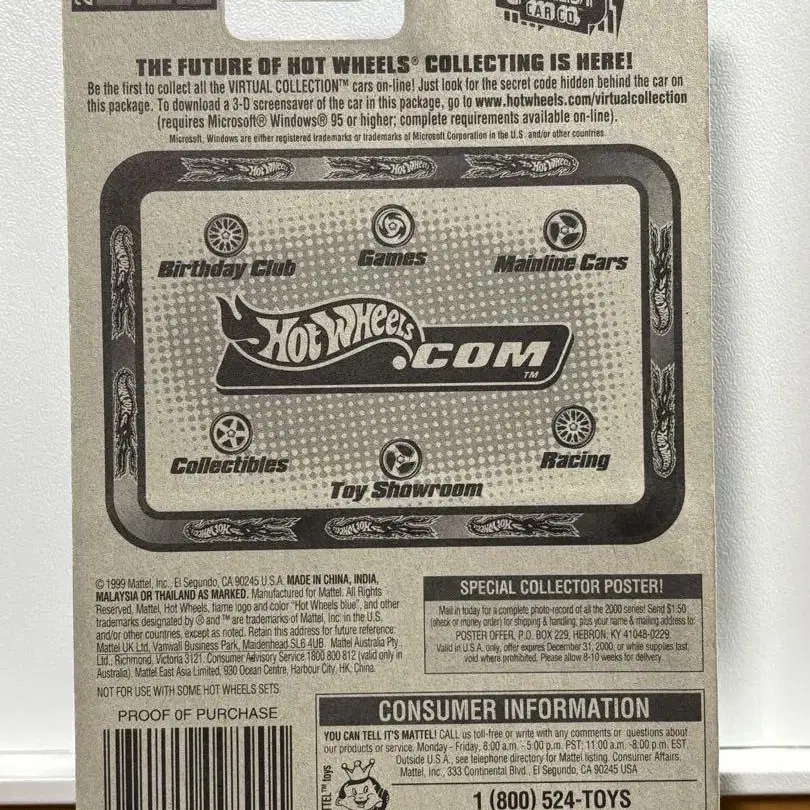 CAR CO.
THE FUTURE OF HOT WHEELS® COLLECTING IS HERE!
Be the first to collect all the VIRTUAL COLLECTION™ cars on-line! Just look for the secret code hidden behind the car on
this package. To download a 3-D screensaver of the car in this package, go to www.hotwheels.com/virtualcollection
(requires Microsoft® Windows® 95 or higher; complete requirements available on-line).
Microsoft, Windows are either registered trademarks or trademarks of Microsoft Corporation in the U.S. and/or other countries.
Birthday Club
Games
Mainline Cars
Hot Wheels
.COM™
Collectibles
Toy Showroom
Racing
© 1999 Mattel, Inc., El Segundo, CA 90245 U.S.A. MADE IN CHINA, INDIA,
MALAYSIA OR THAILAND AS MARKED. Manufactured for Mattel. All Rights
Reserved, Mattel, Hot Wheels, flame logo and color "Hot Wheels blue", and other
trademarks designated by ® and ™ are trademarks of Mattel, Inc. in the U.S.
and/or other countries, except as noted. Retain this address for future reference:
Mattel UK Ltd, Vanwall Business Park, Maidenhead SL6 4UB. Mattel Australia Pty.,
Ltd., Richmond, Victoria 3121. Consumer Advisory Service 1800 800 812 (valid only in
Australia). Mattel East Asia Limited, 930 Ocean Centre, Harbour City, HK, China.
NOT FOR USE WITH SOME HOT WHEELS SETS.
SPECIAL COLLECTOR POSTER!
Mail in today for a complete photo-record of all the 2000 series! Send $1.50
(check or money order) for shipping & handling, plus your name & mailing address to:
POSTER OFFER, P.O. BOX 229, HEBRON, KY 41048-0229
Valid in U.S.A. only, offer expires December 31, 2000, or while supplies last,
void where prohibited. Please allow 8-10 weeks for delivery.
PROOF OF PURCHASE
CONSUMER INFORMATION
YOU CAN TELL IT'S MATTEL! CALL us toll-free or write with any comments or questions about
our products or service. Monday - Friday, 8:00 a.m. - 5:00 p.m. PST; 11:00 a.m. -8:00 p.m. EST.
Outside U.S.A., see telephone directory for Mattel listing. Consumer Affairs,
Mattel, Inc., 333 Continental Blvd., El Segundo, CA 90245 USA
1 (800) 524-TOYS